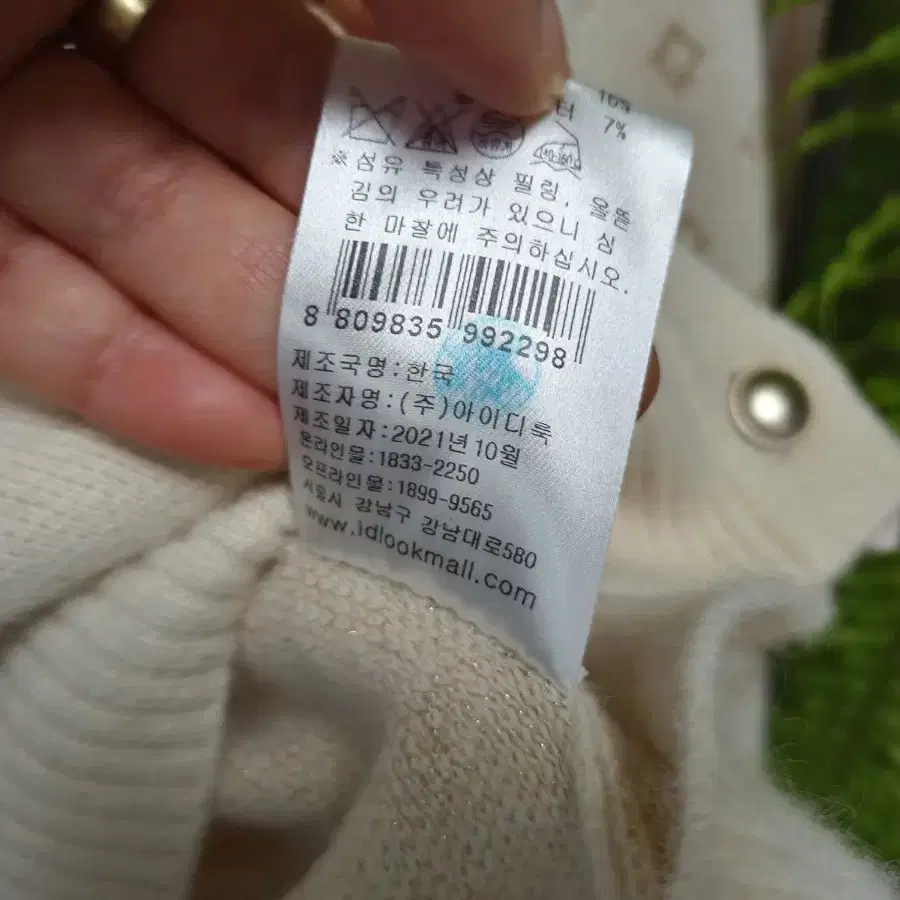 터 10%
7%
※섬유 특성상 필링, 올뜯
김의 우려가 있으니 심
한 마찰에 주의하십시오.
8 809835 992298
제조국명:한국
제조자명:(주)아이디룩
제조일자:2021년10월
온라인몰:1833-2250
오프라인몰:1899-9565
서울시 강남구 강남대로580
www.idlookmall.com